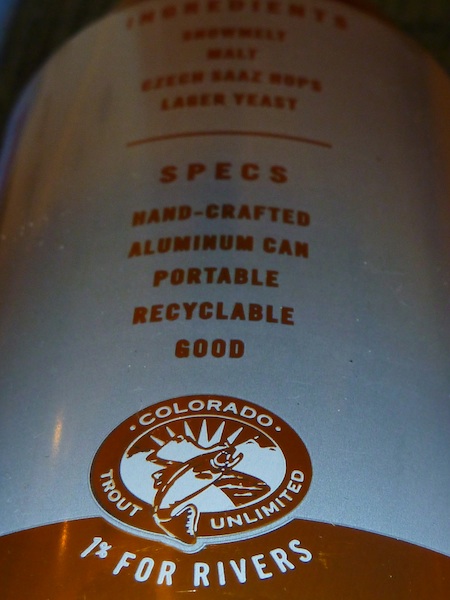 INGREDIENTS
SNOWMELT
MALT
CZECH SAAZ HOPS
LAGER YEAST
SPECS
HAND-CRAFTED
ALUMINUM CAN
PORTABLE
RECYCLABLE
GOOD
· COLORADO ·
TROUT UNLIMITED
1% FOR RIVERS